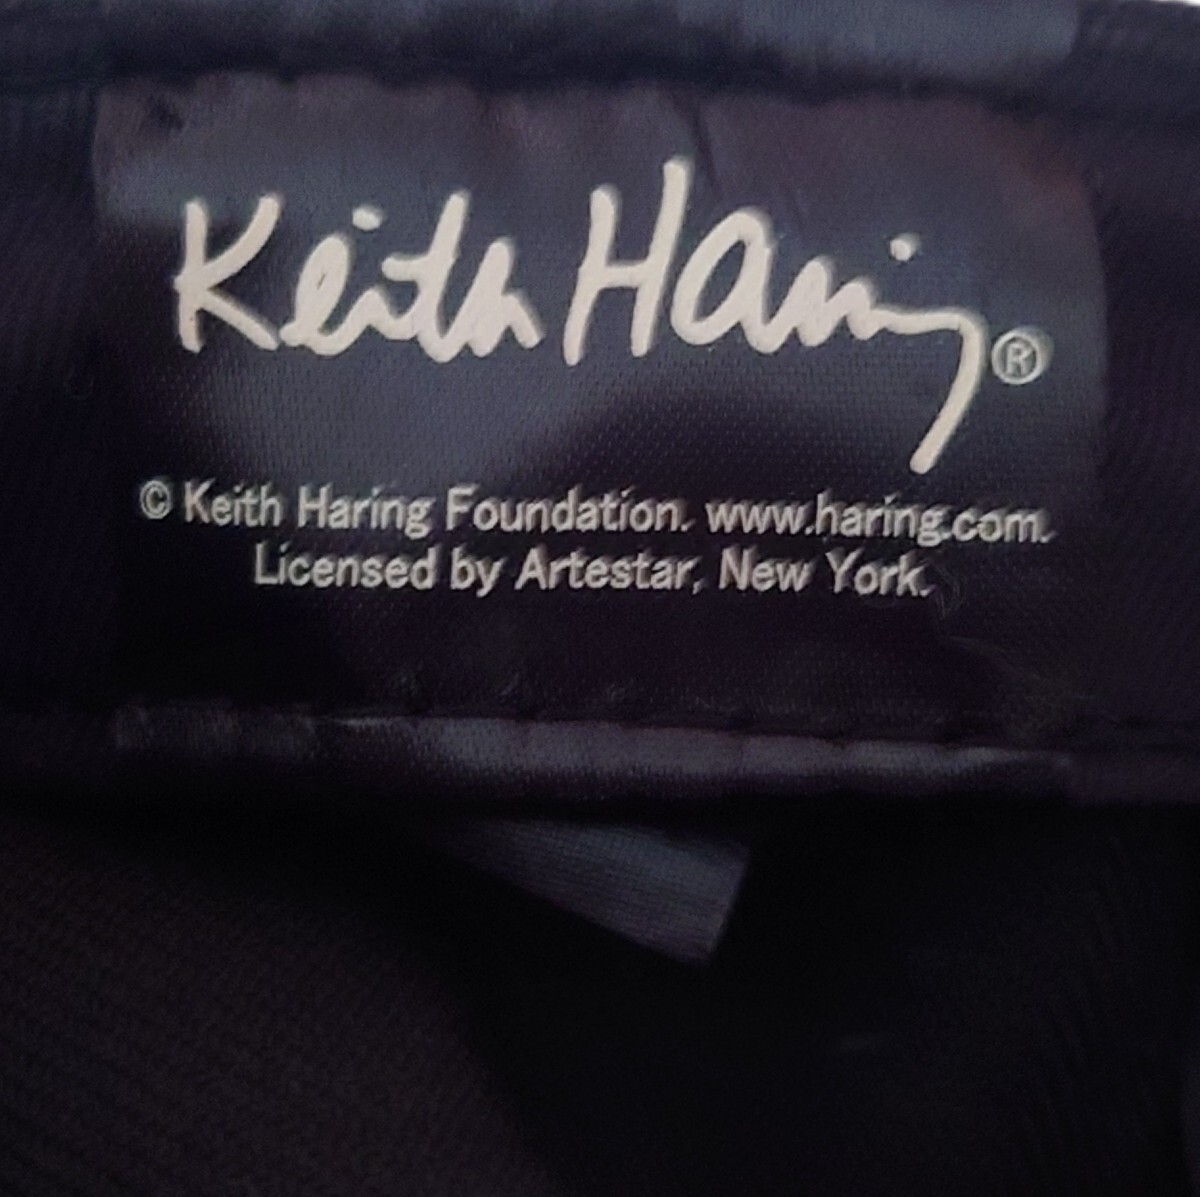 Keith Haring®
© Keith Haring Foundation. www.haring.com.
Licensed by Artestar, New York.